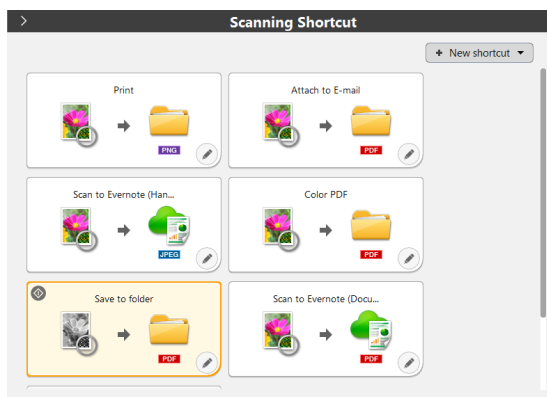 Scanning Shortcut
+ New shortcut
Print
PNG
Attach to E-mail
PDF
Scan to Evernote (Han...
JPEG
Color PDF
PDF
Save to folder
PDF
Scan to Evernote (Docu...
PDF